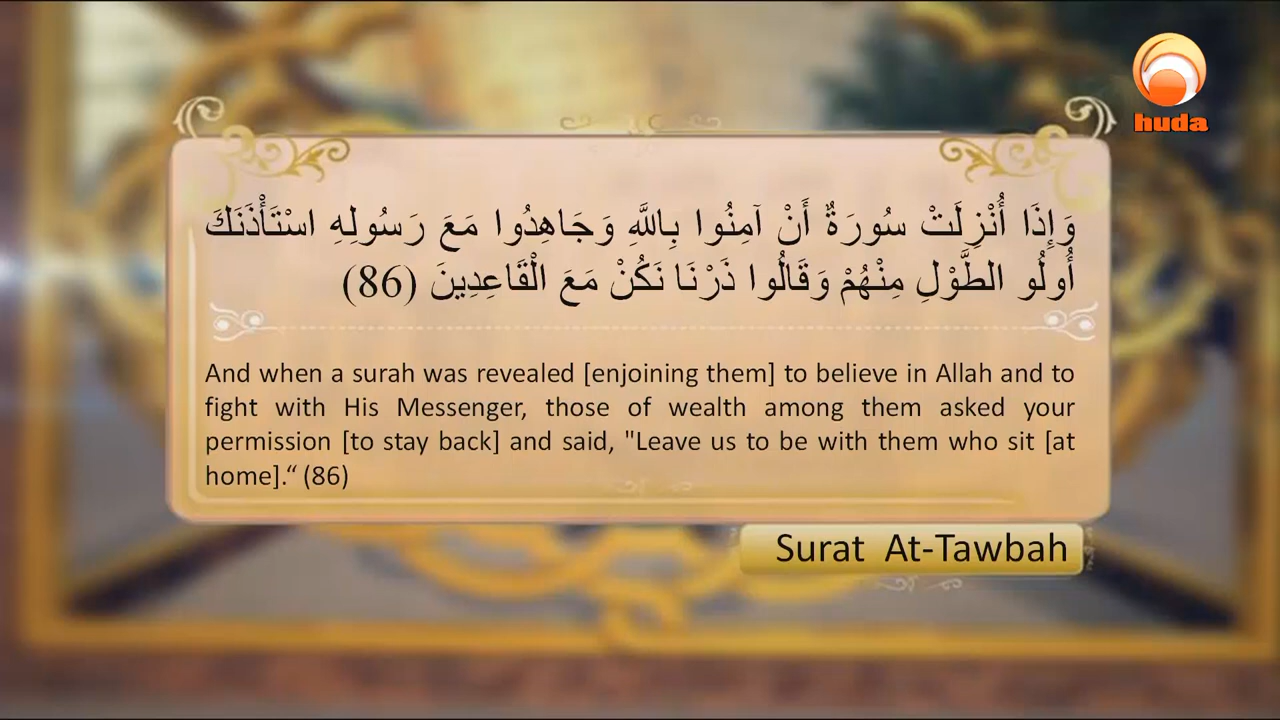 huda
وَإِذَا أُنْزِلَتْ سُورَةٌ أَنْ آمِنُوا بِاللَّهِ وَجَاهِدُوا مَعَ رَسُولِهِ اسْتَأْذَنَكَ
أُولُو الطَّوْلِ مِنْهُمْ وَقَالُوا ذَرْنَا نَكُنْ مَعَ الْقَاعِدِينَ (86)
And when a surah was revealed [enjoining them] to believe in Allah and to
fight with His Messenger, those of wealth among them asked your
permission [to stay back] and said, "Leave us to be with them who sit [at
home].“ (86)
Surat At-Tawbah